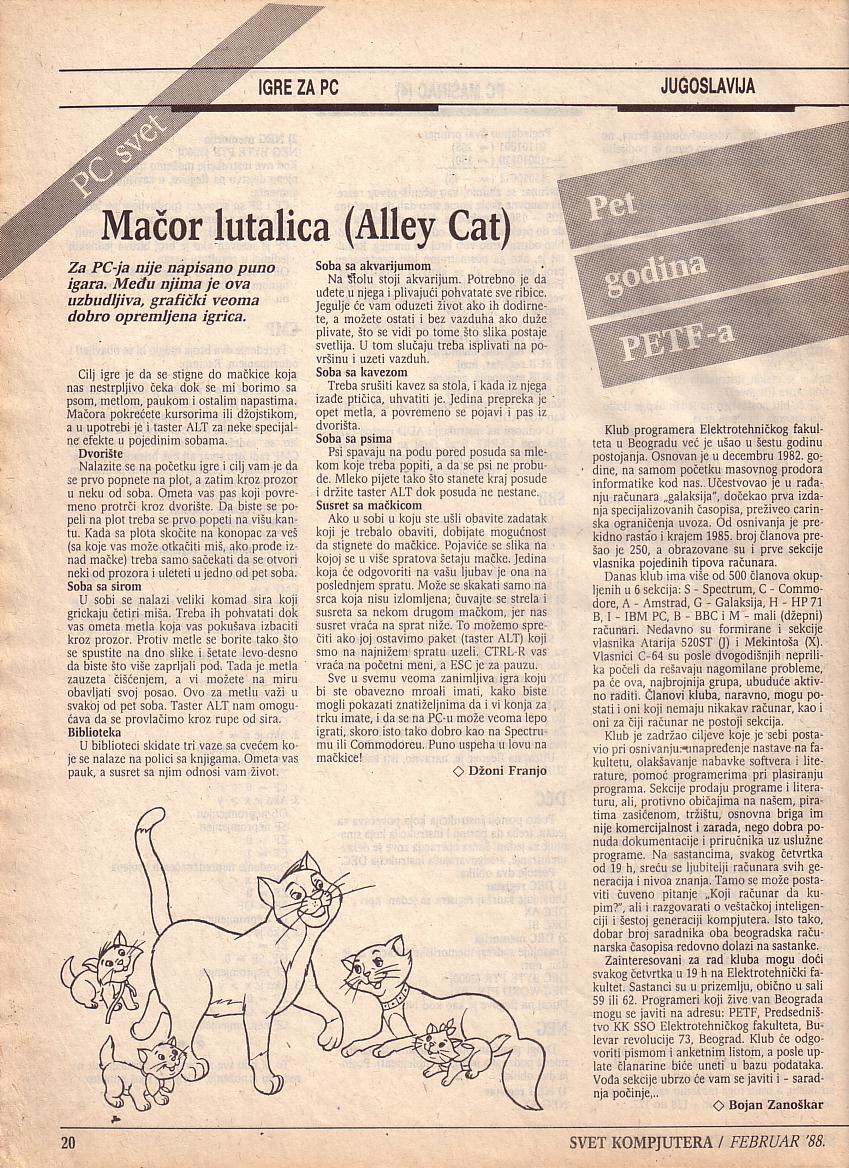 IGRE ZA PC
JUGOSLAVIJA
PC svet
Mačor lutalica (Alley Cat)
Za PC-ja nije napisano puno
igara. Među njima je ova
uzbudljiva, grafički veoma
dobro opremljena igrica.
Cilj igre je da se stigne do mačkice koja
nas nestrpljivo čeka dok se mi borimo sa
psom, metlom, paukom i ostalim napastima.
Mačora pokrećete kursorima ili džojstikom,
a u upotrebi je i taster ALT za neke specijal-
ne efekte u pojedinim sobama.
Dvorište
Nalazite se na početku igre i cilj vam je da
se prvo popnete na plot, a zatim kroz prozor
u neku od soba. Ometa vas pas koji povre-
meno protrči kroz dvorište. Da biste se po-
peli na plot treba se prvo popeti na višu kan-
tu. Kada sa plota skočite na konopac za veš
(sa koje vas može otkačiti miš, ako prođe iz-
nad mačke) treba samo sačekati da se otvori
neki od prozora i uleteti u jedno od pet soba.
Soba sa sirom
U sobi se nalazi veliki komad sira koji
grickaju četiri miša. Treba ih pohvatati dok
vas ometa metla koja vas pokušava izbaciti
kroz prozor. Protiv metle se borite tako što
se spustite na dno slike i šetate levo-desno
da biste što više zaprljali pod. Tada je metla
zauzeta čišćenjem, a vi možete na miru
obavljati svoj posao. Ovo za metlu važi u
svakoj od pet soba. Taster ALT nam omogu-
ćava da se provlačimo kroz rupe od sira.
Biblioteka
U biblioteci skidate tri vaze sa cvećem ko-
je se nalaze na polici sa knjigama. Ometa vas
pauk, a susret sa njim odnosi vam život.
Soba sa akvarijumom
Na stolu stoji akvarijum. Potrebno je da
uđete u njega i plivajući pohvatate sve ribice.
Jegulje će vam oduzeti život ako ih dodirne-
te, a možete ostati i bez vazduha ako duže
plivate, što se vidi po tome što slika postaje
svetlija. U tom slučaju treba isplivati na po-
vršinu i uzeti vazduh.
Soba sa kavezom
Treba srušiti kavez sa stola, i kada iz njega
izađe ptičica, uhvatiti je. Jedina prepreka je
opet metla, a povremeno se pojavi i pas iz
dvorišta.
Soba sa psima
Psi spavaju na podu pored posuda sa mle-
kom koje treba popiti, a da se psi ne probu-
de. Mleko pijete tako što stanete kraj posude
i držite taster ALT dok posuda ne nestane.
Susret sa mačkicom
Ako u sobi u koju ste ušli obavite zadatak
koji je trebalo obaviti, dobijate mogućnost
da stignete do mačkice. Pojaviće se slika na
kojoj se u više spratova šetaju mačke. Jedina
koja će odgovoriti na vašu ljubav je ona na
poslednjem spratu. Može se skakati samo na
srca koja nisu izlomljena; čuvajte se strela i
susreta sa nekom drugom mačkom, jer nas
susret vraća na sprat niže. To možemo spre-
čiti ako joj ostavimo paket (taster ALT) koji
smo na najnižem spratu uzeli. CTRL-R vas
vraća na početni meni, a ESC je za pauzu.
Sve u svemu veoma zanimljiva igra koju
bi ste obavezno mroali imati, kako biste
mogli pokazati znatiželjnima da i vi konja za
trku imate, i da se na PC-u može veoma lepo
igrati, skoro isto tako dobro kao na Spectru-
mu ili Commodoreu. Puno uspeha u lovu na
mačkice!
◇ Džoni Franjo
Pet
godina
PETF-a
Klub programera Elektrotehničkog fakul-
teta u Beogradu već je ušao u šestu godinu
postojanja. Osnovan je u decembru 1982. go-
dine, na samom početku masovnog prodora
informatike kod nas. Učestvovao je u rađa-
nju računara „galaksija", dočekao prva izda-
nja specijalizovanih časopisa, preživeo carin-
ska ograničenja uvoza. Od osnivanja je pre-
kidno rastao i krajem 1985. broj članova pre-
šao je 250, a obrazovane su i prve sekcije
vlasnika pojedinih tipova računara.
Danas klub ima više od 500 članova okup-
ljenih u 6 sekcija: S - Spectrum, C - Commo-
dore, A - Amstrad, G - Galaksija, H - HP 71
B, I - IBM PC, B - BBC i M - mali (džepni)
računari. Nedavno su formirane i sekcije
vlasnika Atarija 520ST (J) i Mekintoša (X).
Vlasnici C-64 su posle dvogodišnjih neprili-
ka počeli da rešavaju nagomilane probleme,
pa će ova, najbrojnija grupa, ubuduće aktiv-
no raditi. Članovi kluba, naravno, mogu po-
stati i oni koji nemaju nikakav računar, kao i
oni za čiji računar ne postoji sekcija.
Klub je zadržao ciljeve koje je sebi posta-
vio pri osnivanju: unapređenje nastave na fa-
kultetu, olakšavanje nabavke softvera i lite-
rature, pomoć programerima pri plasiranju
programa. Sekcije prodaju programe i litera-
turu, ali, protivno običajima na našem, pira-
tima zasićenom, tržištu, osnovna briga im
nije komercijalnost i zarada, nego dobra po-
nuda dokumentacije i priručnika uz uslužne
programe. Na sastancima, svakog četvrtka
od 19 h, sreću se ljubitelji računara svih ge-
neracija i nivoa znanja. Tamo se može posta-
viti čuveno pitanje „Koji računar da ku-
pim?", ali i razgovarati o veštačkoj inteligen-
ciji i šestoj generaciji kompjutera. Isto tako,
dobar broj saradnika oba beogradska raču-
narska časopisa redovno dolazi na sastanke.
Zainteresovani za rad kluba mogu doći
svakog četvrtka u 19 h na Elektrotehnički fa-
kultet. Sastanci su u prizemlju, obično u sali
59 ili 62. Programeri koji žive van Beograda
mogu se javiti na adresu: PETF, Predsedniš-
tvo KK SSO Elektrotehničkog fakulteta, Bu-
levar revolucije 73, Beograd. Klub će odgo-
voriti pismom i anketnim listom, a posle up-
late članarine biće uneti u bazu podataka.
Vođa sekcije ubrzo će vam se javiti i - sarad-
nja počinje,..
◇ Bojan Zanoškar
20
SVET KOMPJUTERA / FEBRUAR '88.